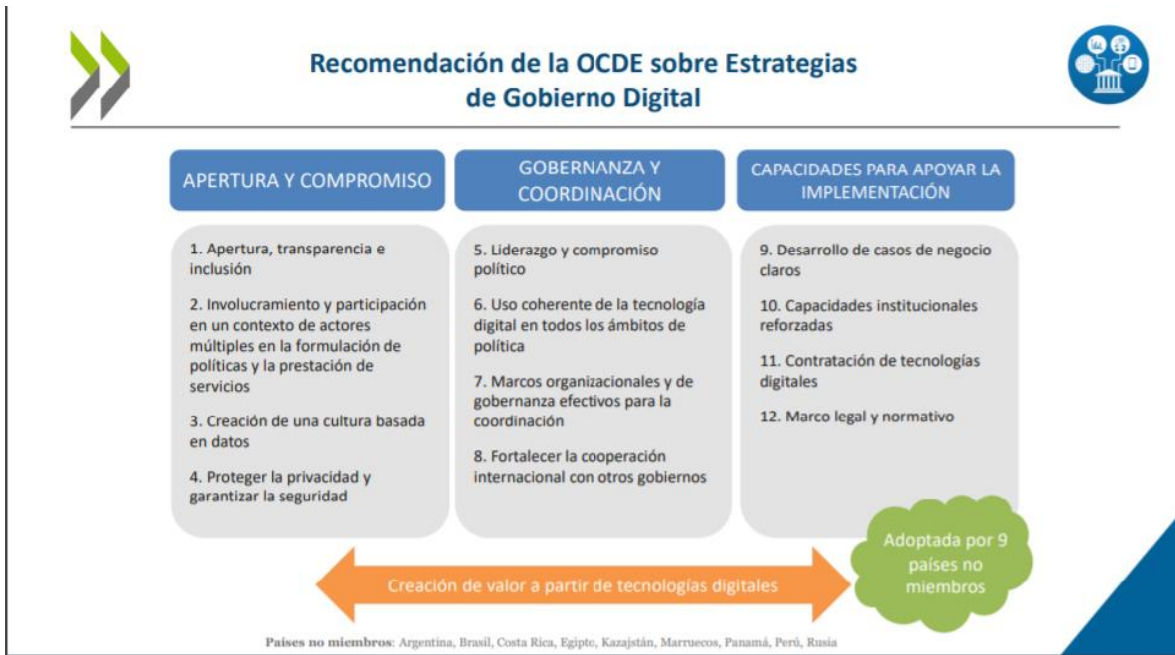 Recomendación de la OCDE sobre Estrategias
de Gobierno Digital
APERTURA Y COMPROMISO
1. Apertura, transparencia e
inclusión
2. Involucramiento y participación
en un contexto de actores
múltiples en la formulación de
políticas y la prestación de
servicios
3. Creación de una cultura basada
en datos
4. Proteger la privacidad y
garantizar la seguridad
GOBERNANZA Y
COORDINACIÓN
5. Liderazgo y compromiso
político
6. Uso coherente de la tecnología
digital en todos los ámbitos de
política
7. Marcos organizacionales y de
gobernanza efectivos para la
coordinación
8. Fortalecer la cooperación
internacional con otros gobiernos
CAPACIDADES PARA APOYAR LA
IMPLEMENTACIÓN
9. Desarrollo de casos de negocio
claros
10. Capacidades institucionales
reforzadas
11. Contratación de tecnologías
digitales
12. Marco legal y normativo
Creación de valor a partir de tecnologías digitales
Adoptada por 9
países no
miembros
Países no miembros: Argentina, Brasil, Costa Rica, Egipto, Kazajstán, Marruecos, Panamá, Perú, Rusia